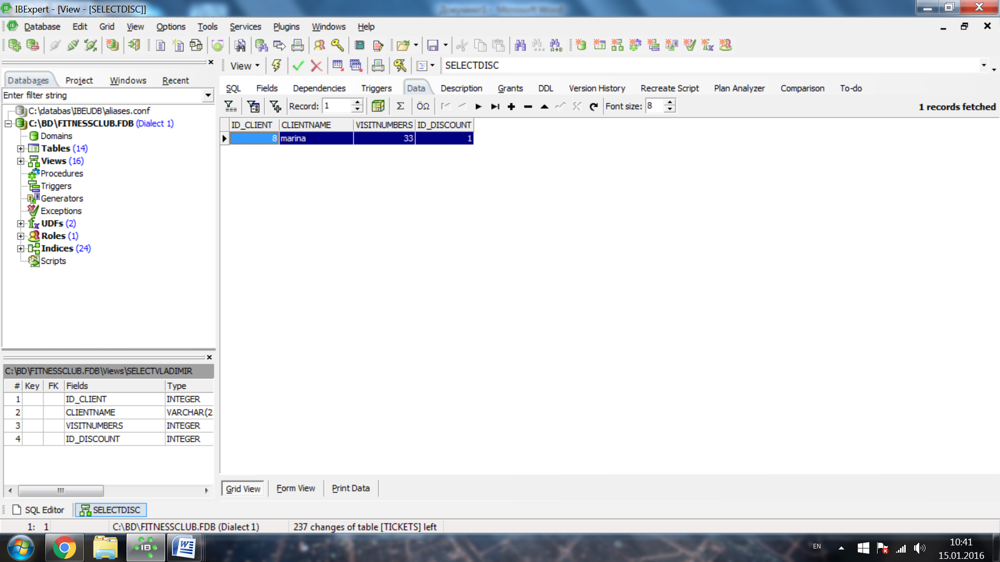 IBExpert - [View - [SELECTDISC]]
Документ1 - Microsoft Word
Database Edit Grid View Options Tools Services Plugins Windows Help
View SELECTDISC
Databases Project Windows Recent
Enter filter string
C:\databas\IBEUDB\aliases.conf
C:\BD\FITNESSCLUB.FDB (Dialect 1)
Domains
Tables (14)
Views (16)
Procedures
Triggers
Generators
Exceptions
UDFs (2)
Roles (1)
Indices (24)
Scripts
SQL Fields Dependencies Triggers Data Description Grants DDL Version History Recreate Script Plan Analyzer Comparison To-do
Record: 1 Σ ÖΩ Font size: 8 1 records fetched
ID_CLIENT CLIENTNAME VISITNUMBERS ID_DISCOUNT
8 marina 33 1
C:\BD\FITNESSCLUB.FDB\Views\SELECTVLADIMIR
# Key FK Fields Type
1 ID_CLIENT INTEGER
2 CLIENTNAME VARCHAR(2
3 VISITNUMBERS INTEGER
4 ID_DISCOUNT INTEGER
Grid View Form View Print Data
SQL Editor SELECTDISC
1: 1 C:\BD\FITNESSCLUB.FDB (Dialect 1) 237 changes of table [TICKETS] left
IB
EN
10:41
15.01.2016